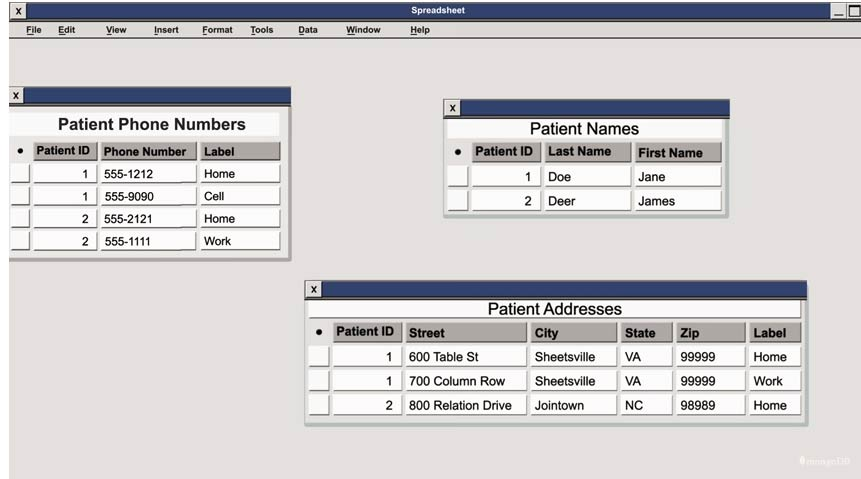 x Spreadsheet
File Edit View Insert Format Tools Data Window Help
x
Patient Phone Numbers
Patient ID Phone Number Label
1 555-1212 Home
1 555-9090 Cell
2 555-2121 Home
2 555-1111 Work
x
Patient Names
Patient ID Last Name First Name
1 Doe Jane
2 Deer James
x
Patient Addresses
Patient ID Street City State Zip Label
1 600 Table St Sheetsville VA 99999 Home
1 700 Column Row Sheetsville VA 99999 Work
2 800 Relation Drive Jointown NC 98989 Home
mongoDB